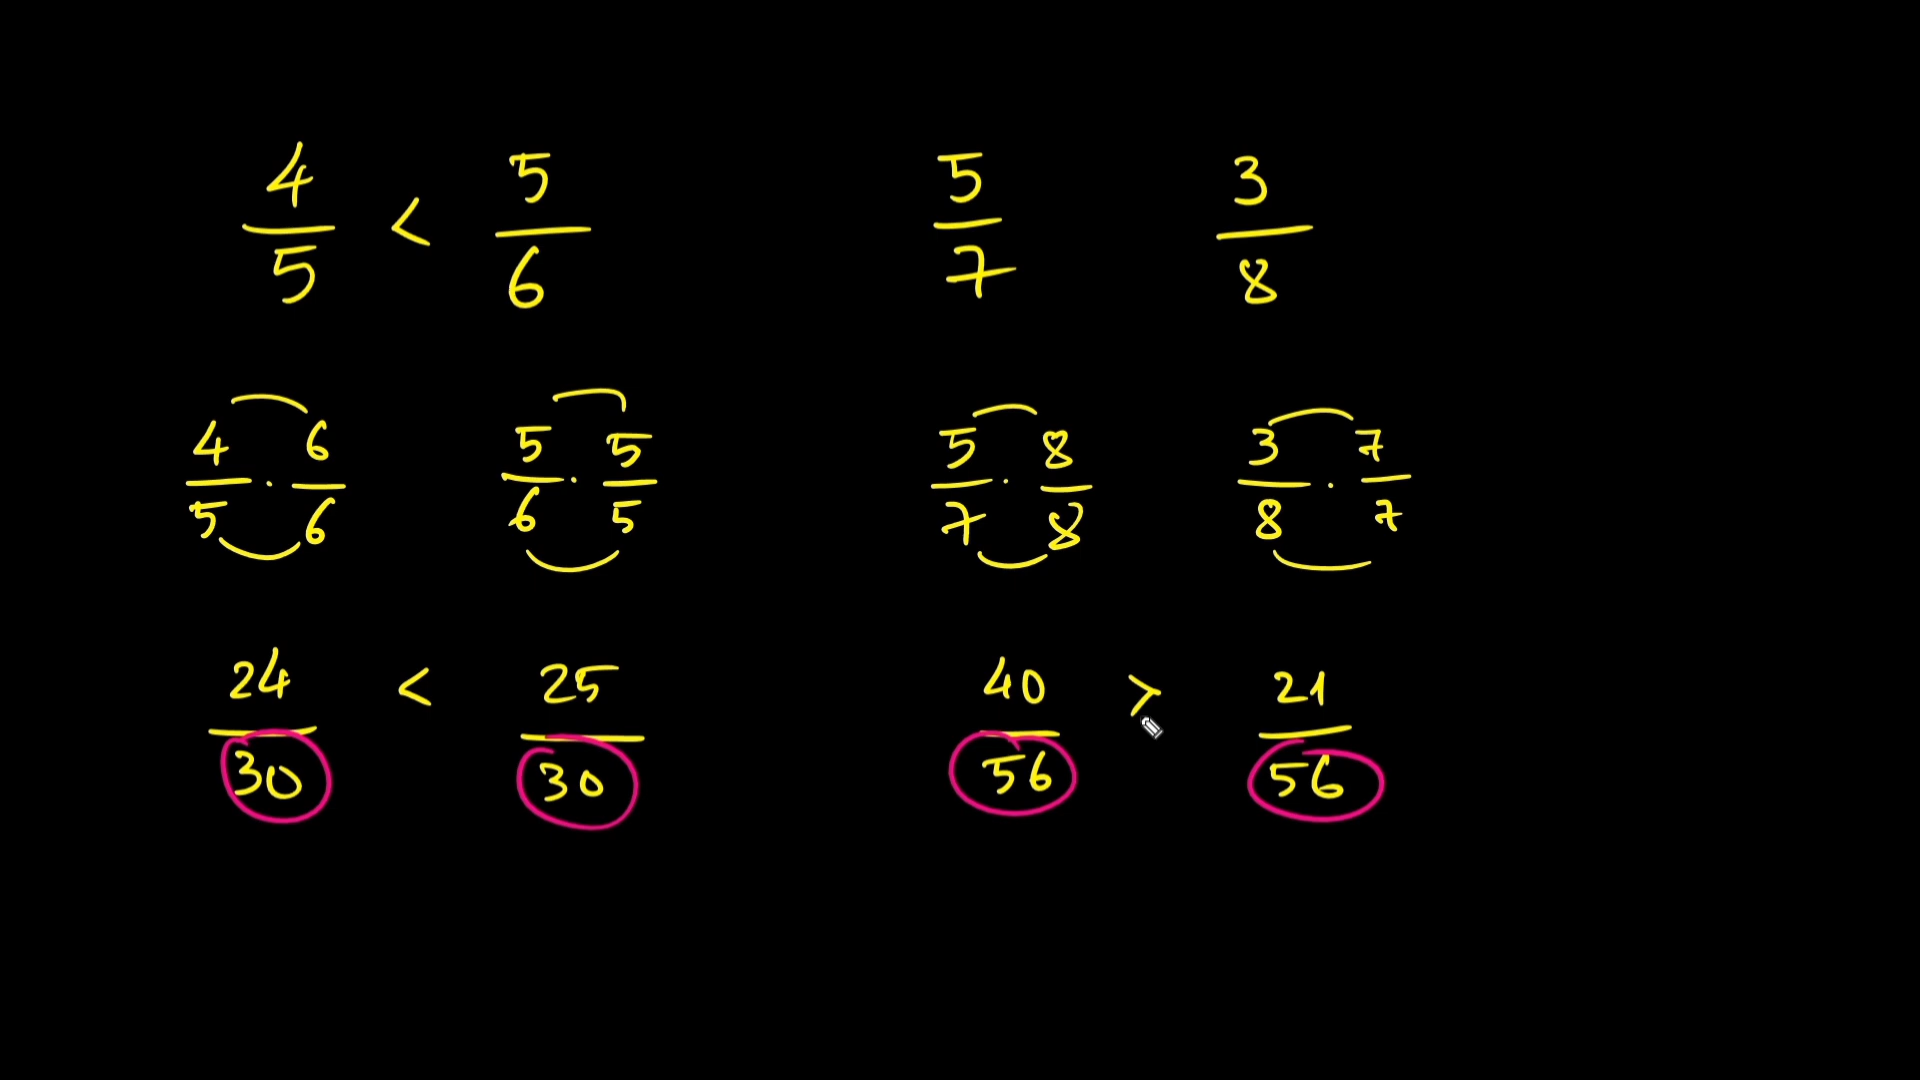 4/5 < 5/6    5/7    3/8
4/5 · 6/6    5/6 · 5/5    5/7 · 8/8    3/8 · 7/7
24/30 < 25/30    40/56 > 21/56